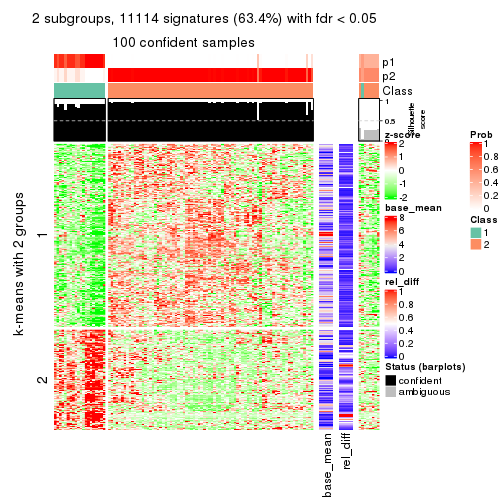 2 subgroups, 11114 signatures (63.4%) with fdr < 0.05
100 confident samples
p1
p2
Class
1
0.5
0
Silhouette
score
k-means with 2 groups
1
2
base_mean
rel_diff
z-score
2
1
0
-1
-2
base_mean
8
6
4
2
0
rel_diff
1
0.8
0.6
0.4
0.2
0
Status (barplots)
confident
ambiguous
Prob
1
0.8
0.6
0.4
0.2
0
Class
1
2